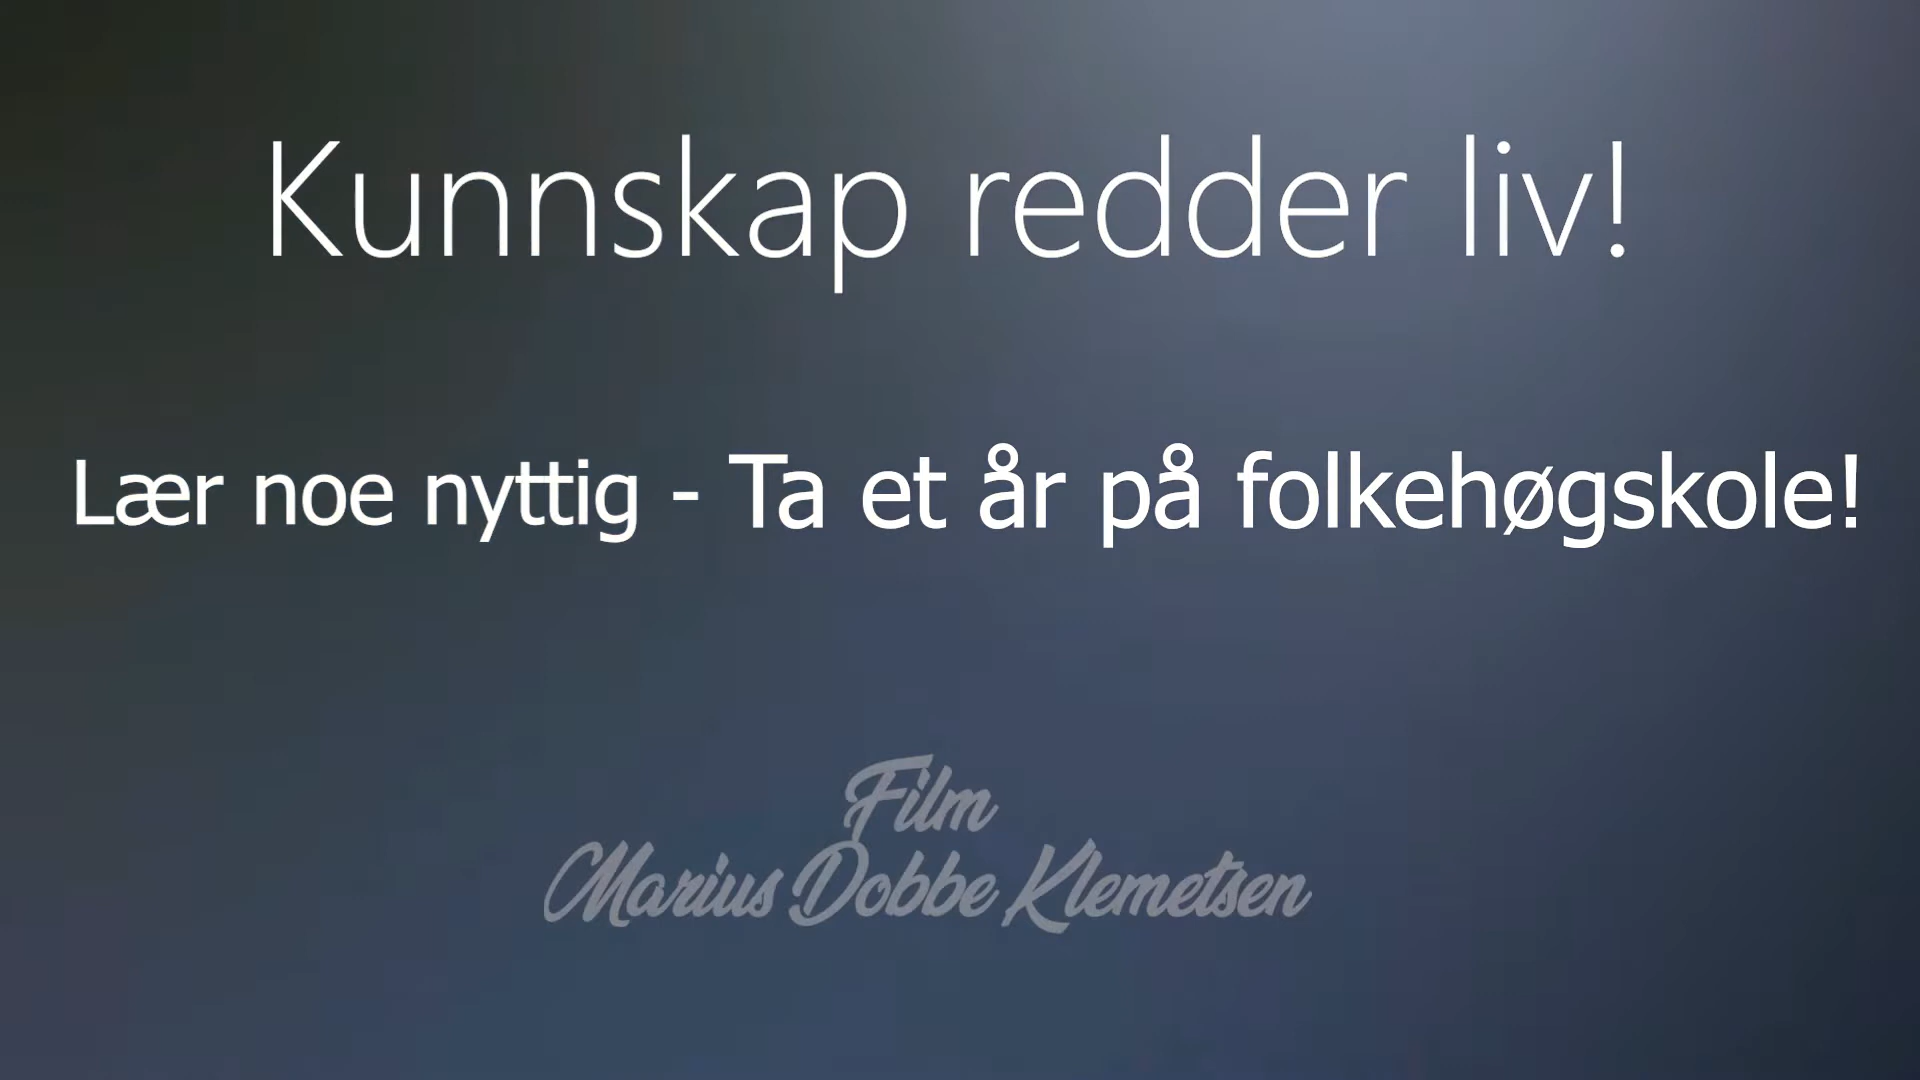 Kunnskap redder liv!
Lær noe nyttig - Ta et år på folkehøgskole!
Film
Marius Dobbe Klemetsen